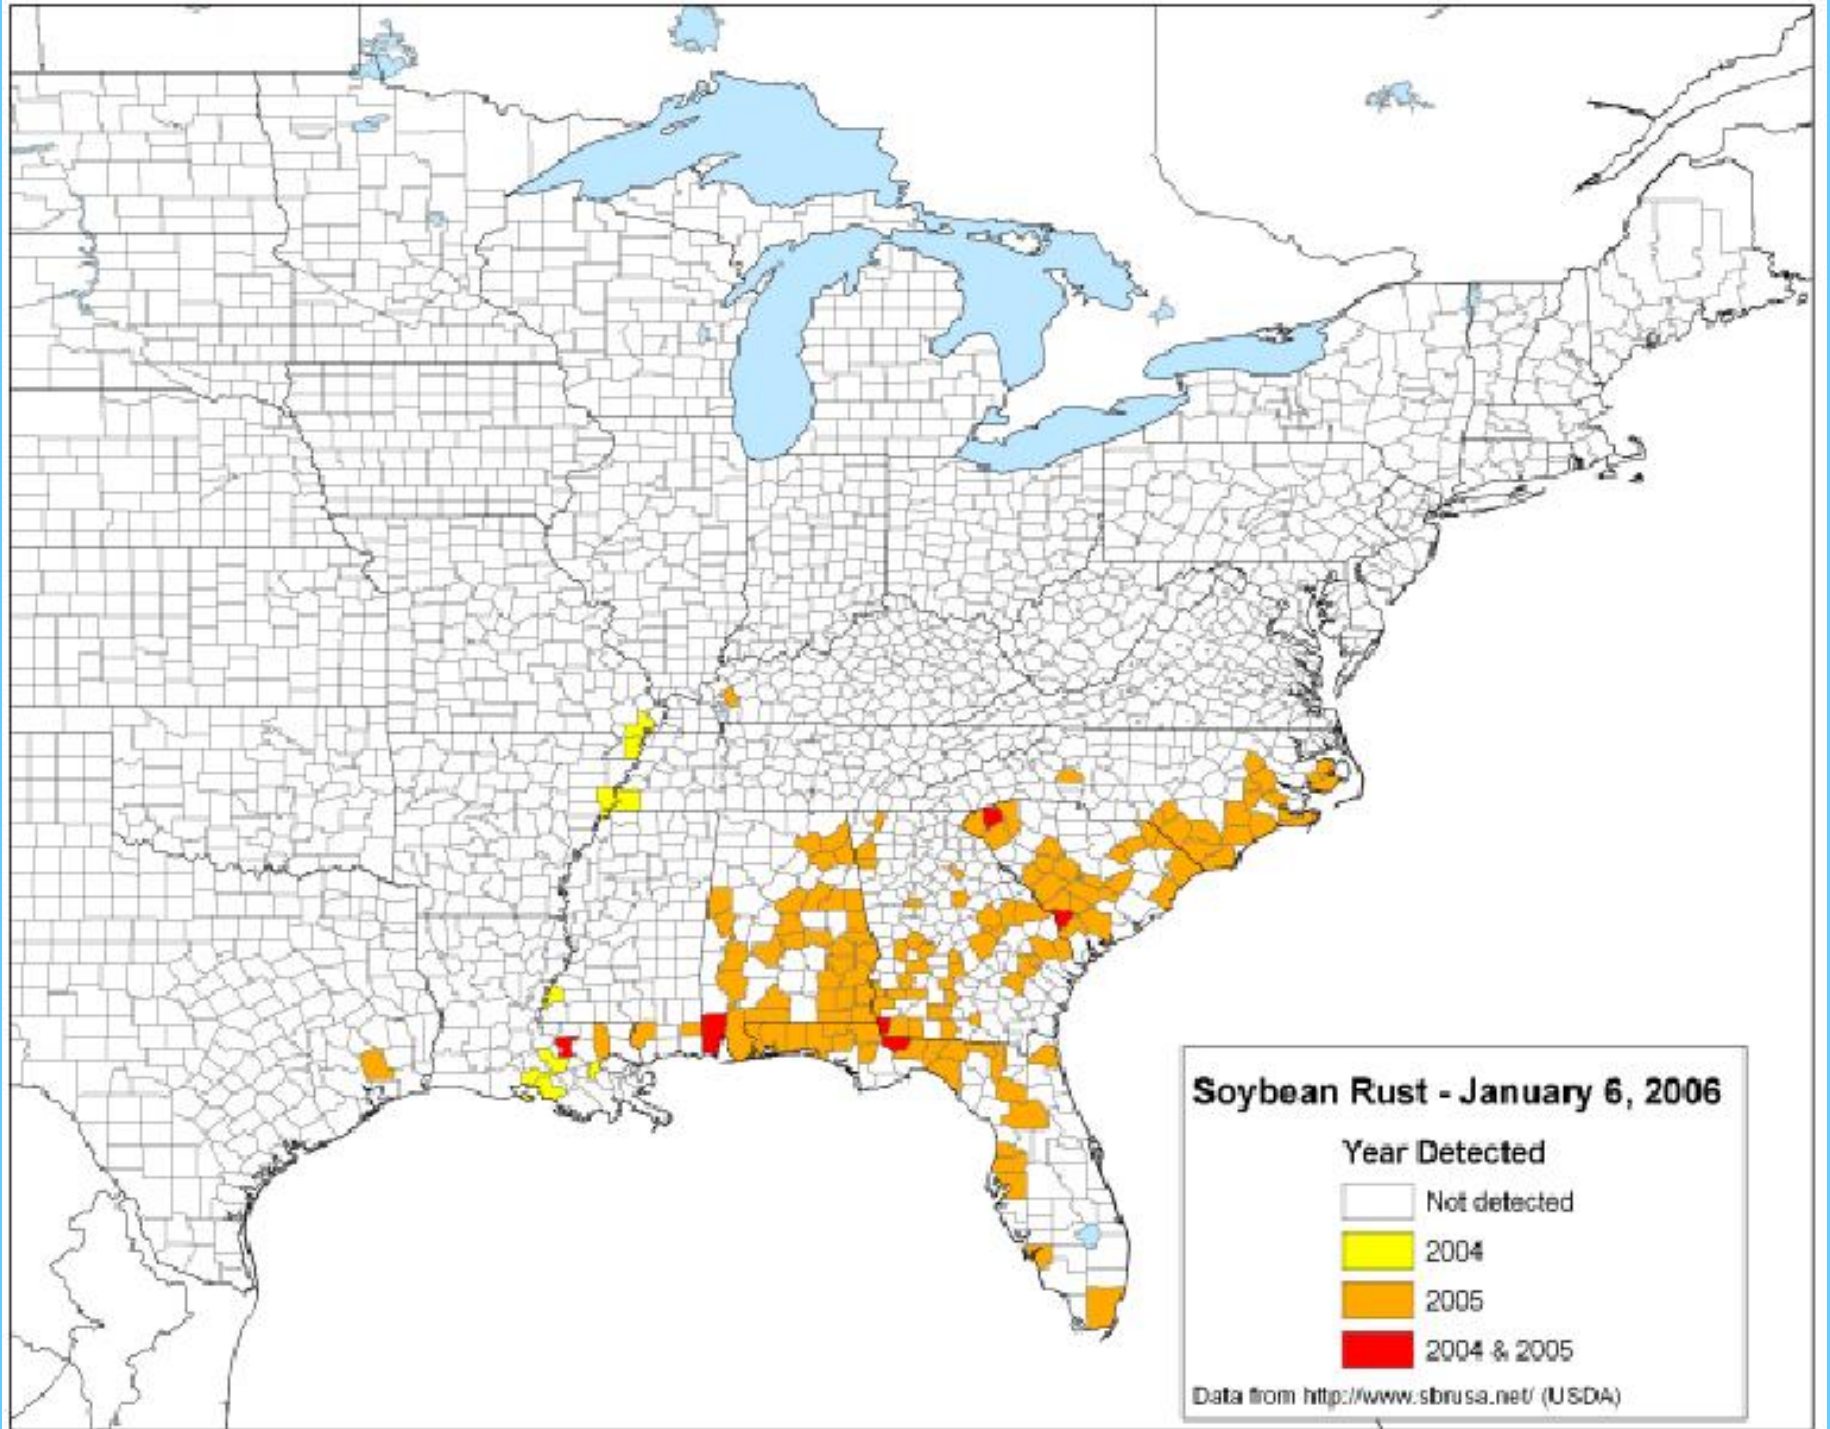 Soybean Rust - January 6, 2006
Year Detected
Not detected
2004
2005
2004 & 2005
Data from http://www.sbrusa.net/ (USDA)